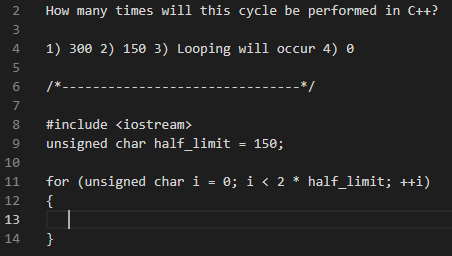 2 How many times will this cycle be performed in C++?
3
4 1) 300 2) 150 3) Looping will occur 4) 0
5
6 /*-------------------------------*/
7
8 #include <iostream>
9 unsigned char half_limit = 150;
10
11 for (unsigned char i = 0; i < 2 * half_limit; ++i)
12 {
13
14 }